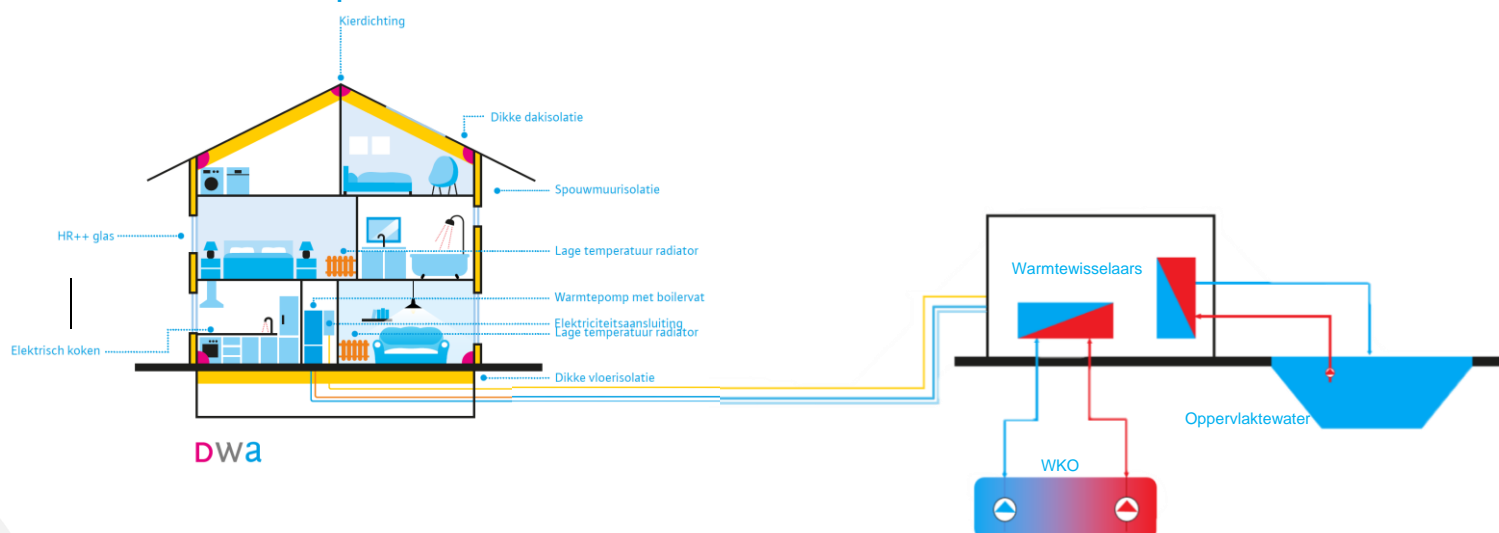 Kierdichting
Dikke dakisolatie
Spouwmuurisolatie
HR++ glas
Lage temperatuur radiator
Warmtepomp met boilervat
Elektriciteitsaansluiting
Lage temperatuur radiator
Elektrisch koken
Dikke vloerisolatie
DWa
Warmtewisselaars
Oppervlaktewater
WKO